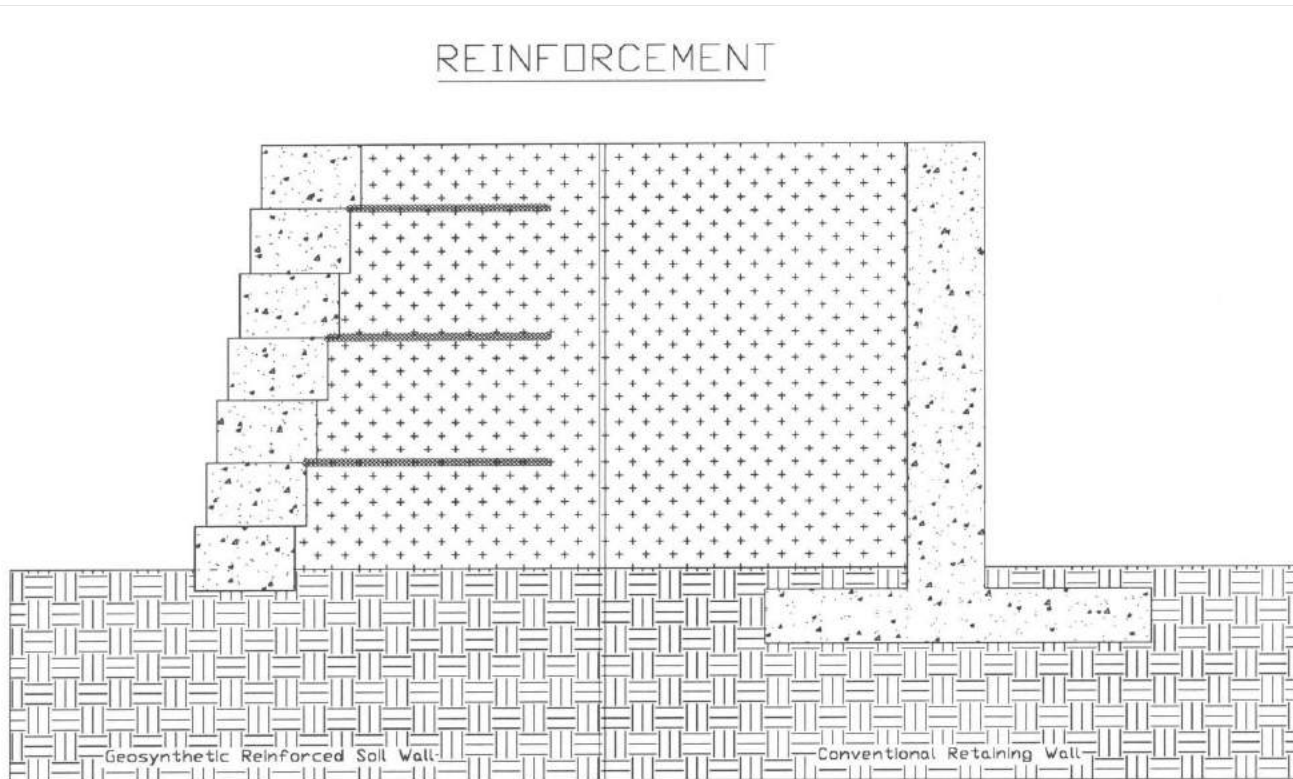 REINFORCEMENT
Geosynthetic Reinforced Soil Wall
Conventional Retaining Wall